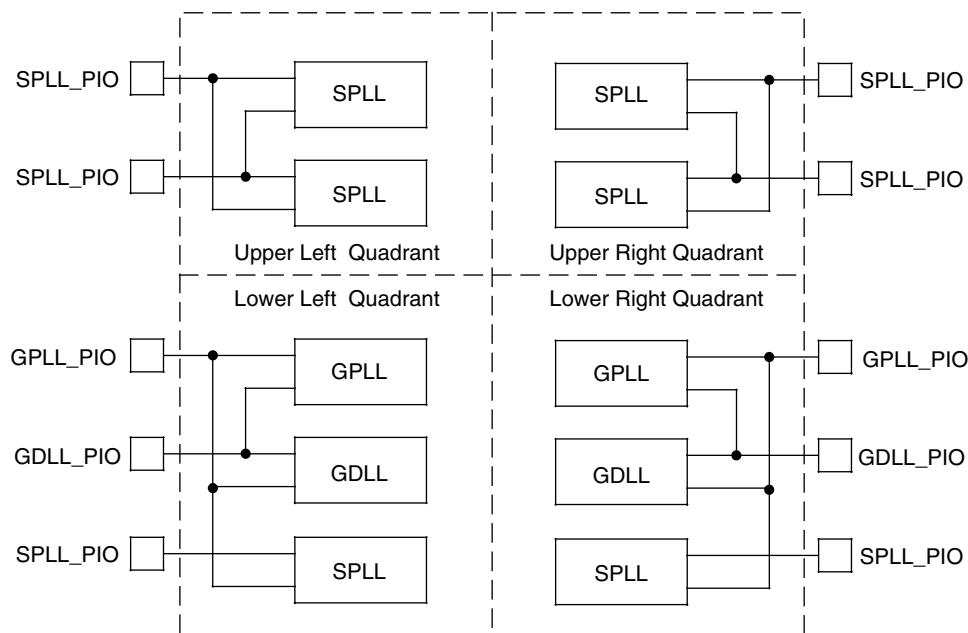 SPLL_PIO
SPLL
SPLL
SPLL_PIO
SPLL_PIO
SPLL
SPLL
SPLL_PIO
Upper Left Quadrant
Upper Right Quadrant
Lower Left Quadrant
Lower Right Quadrant
GPLL_PIO
GPLL
GPLL
GPLL_PIO
GDLL_PIO
GDLL
GDLL
GDLL_PIO
SPLL_PIO
SPLL
SPLL
SPLL_PIO